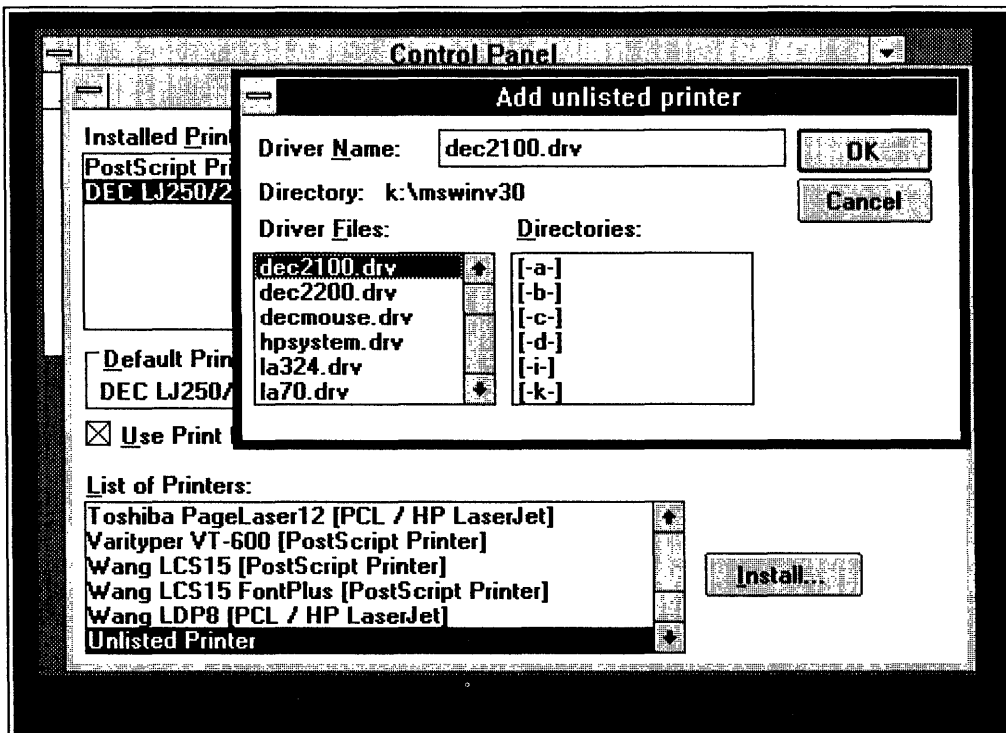 Control Panel
Add unlisted printer
Installed Prin
PostScript Pri
DEC LJ250/2
Driver Name: dec2100.drv
OK
Directory: k:\mswinv30
Cancel
Driver Files:
dec2100.drv
dec2200.drv
decmouse.drv
hpsystem.drv
la324.drv
la70.drv
Directories:
[-a-]
[-b-]
[-c-]
[-d-]
[-i-]
[-k-]
Default Prin
DEC LJ250/
Use Print
List of Printers:
Toshiba PageLaser12 [PCL / HP LaserJet]
Varityper VT-600 [PostScript Printer]
Wang LCS15 [PostScript Printer]
Wang LCS15 FontPlus [PostScript Printer]
Wang LDP8 [PCL / HP LaserJet]
Unlisted Printer
Install...